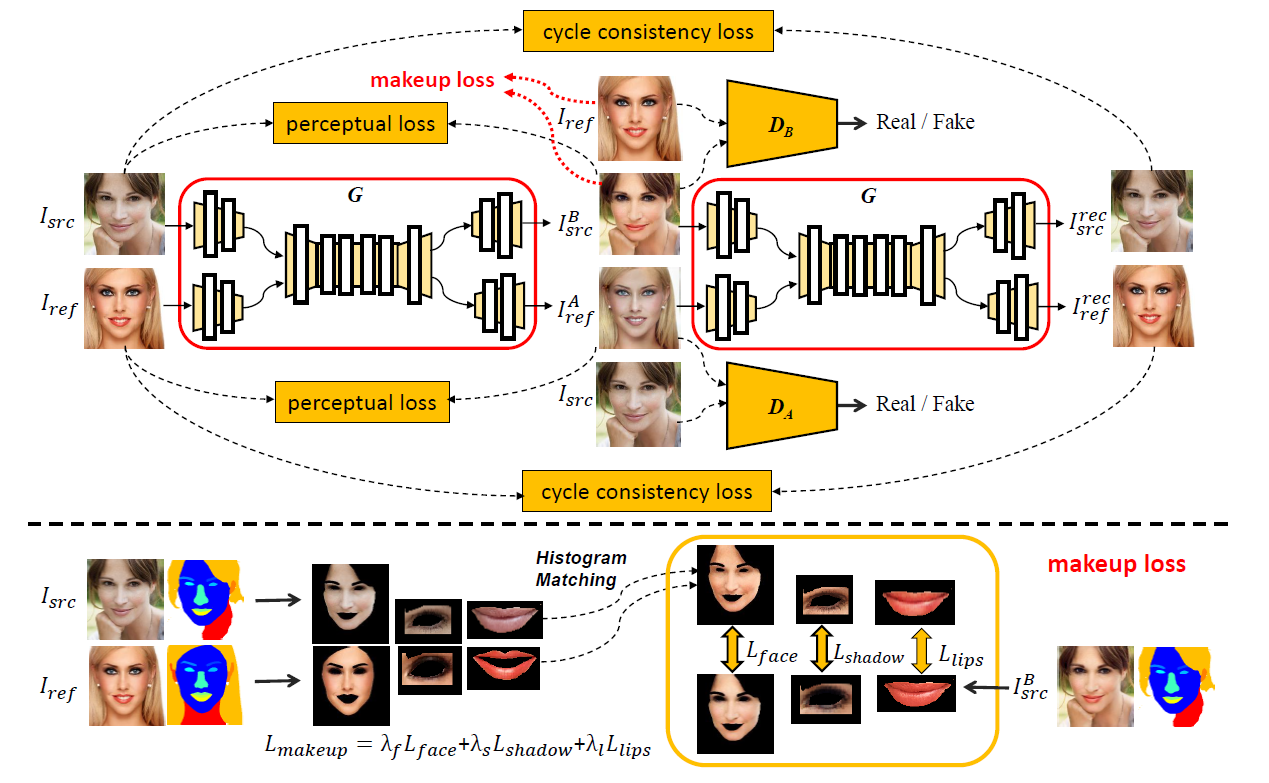 cycle consistency loss
makeup loss
perceptual loss
I_ref
D_B
Real / Fake
G
G
I_src
I_src^B
I_src^rec
I_ref
I_ref^A
I_ref^rec
I_src
perceptual loss
D_A
Real / Fake
cycle consistency loss
Histogram
Matching
makeup loss
I_src
L_face
L_shadow
L_lips
I_ref
I_src^B
L_makeup = λ_f L_face+λ_s L_shadow+λ_l L_lips